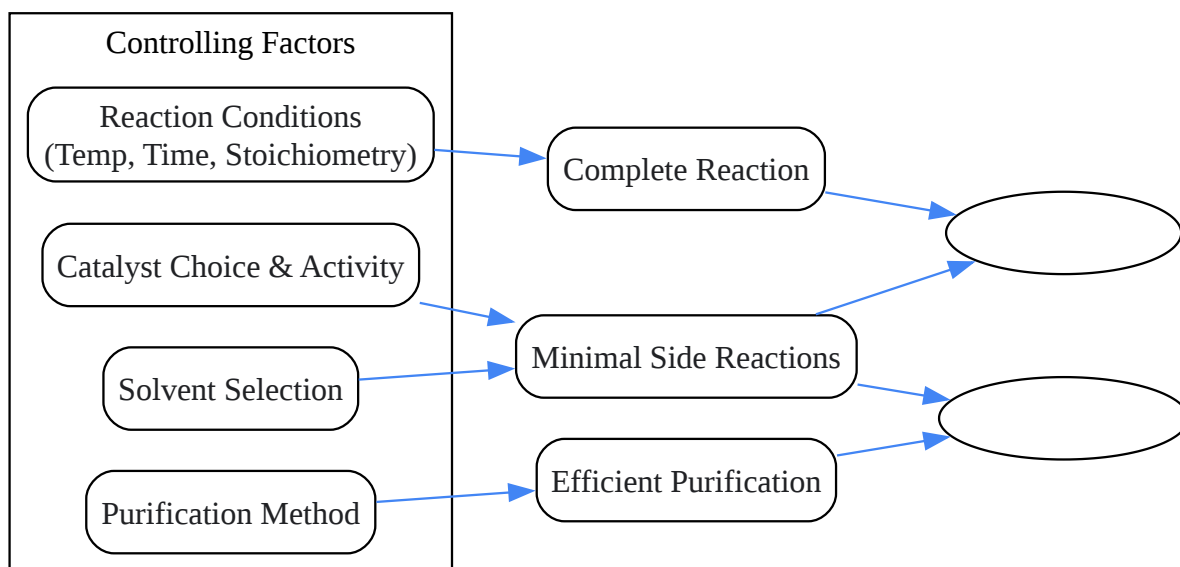 Controlling Factors
Reaction Conditions
(Temp, Time, Stoichiometry)
Complete Reaction
Catalyst Choice & Activity
Minimal Side Reactions
Solvent Selection
Efficient Purification
Purification Method